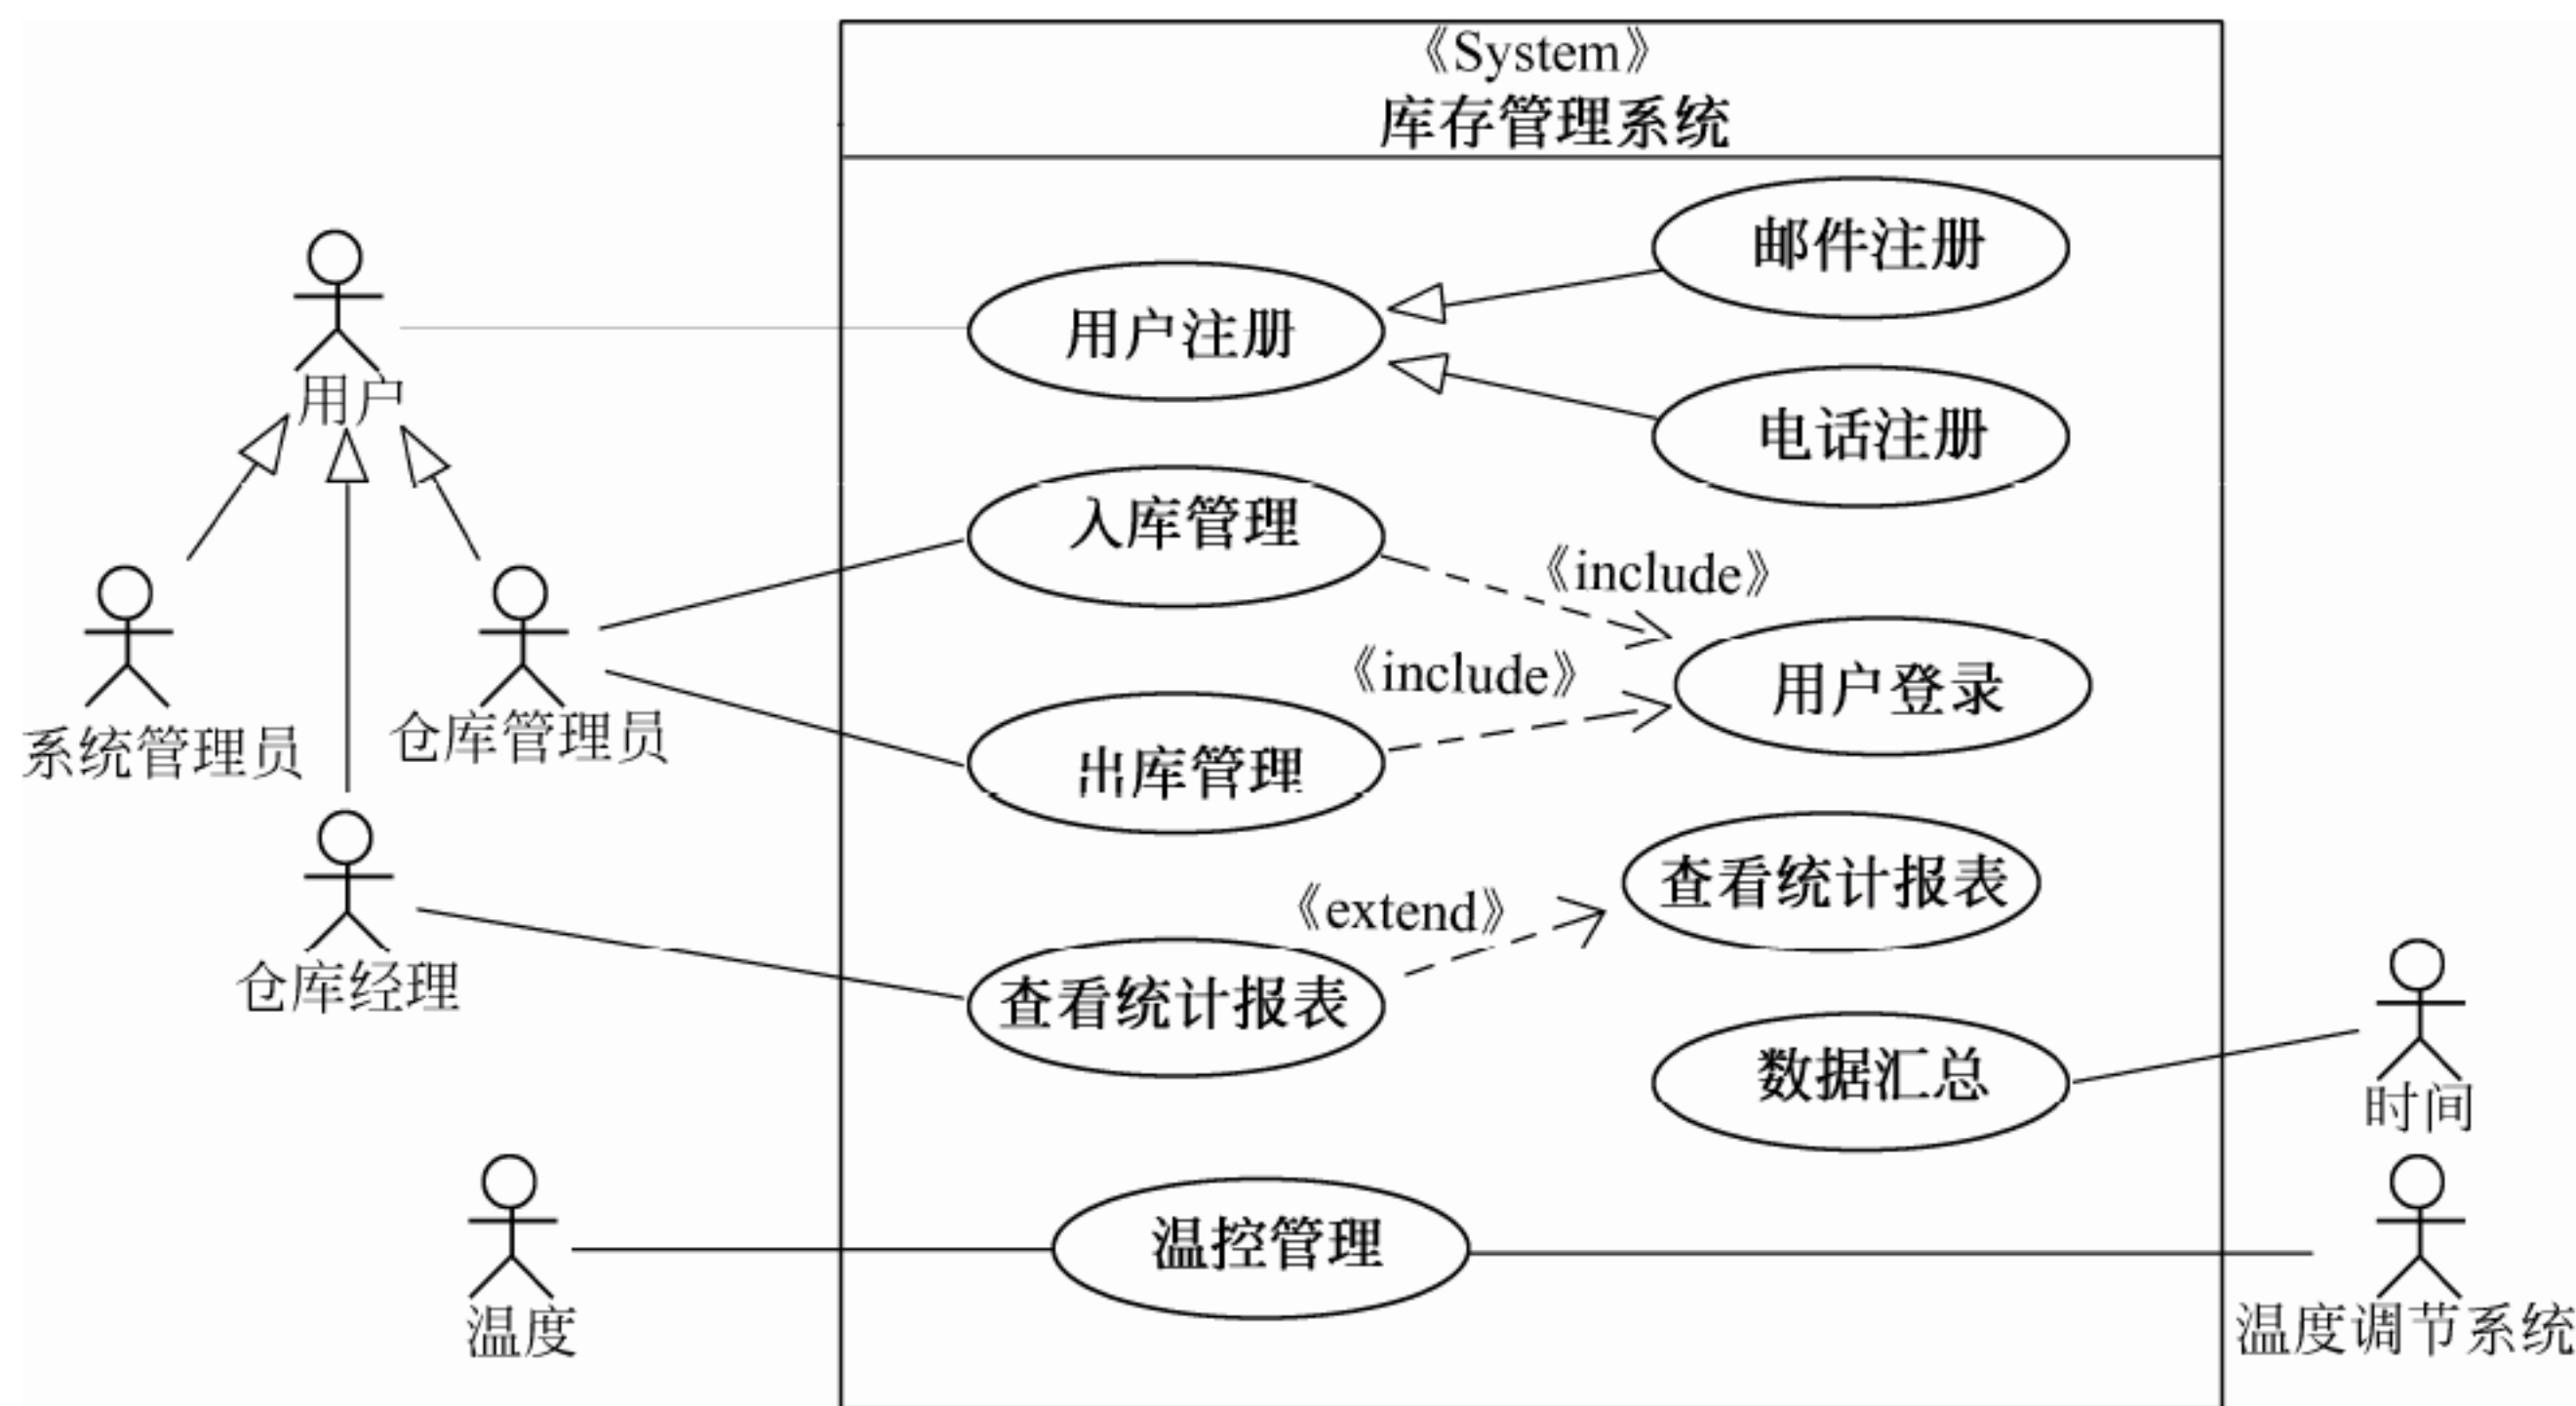 《System》
库存管理系统
邮件注册
用户注册
用户
电话注册
入库管理
《include》
《include》
用户登录
系统管理员
仓库管理员
出库管理
查看统计报表
《extend》
仓库经理
查看统计报表
数据汇总
时间
温控管理
温度
温度调节系统